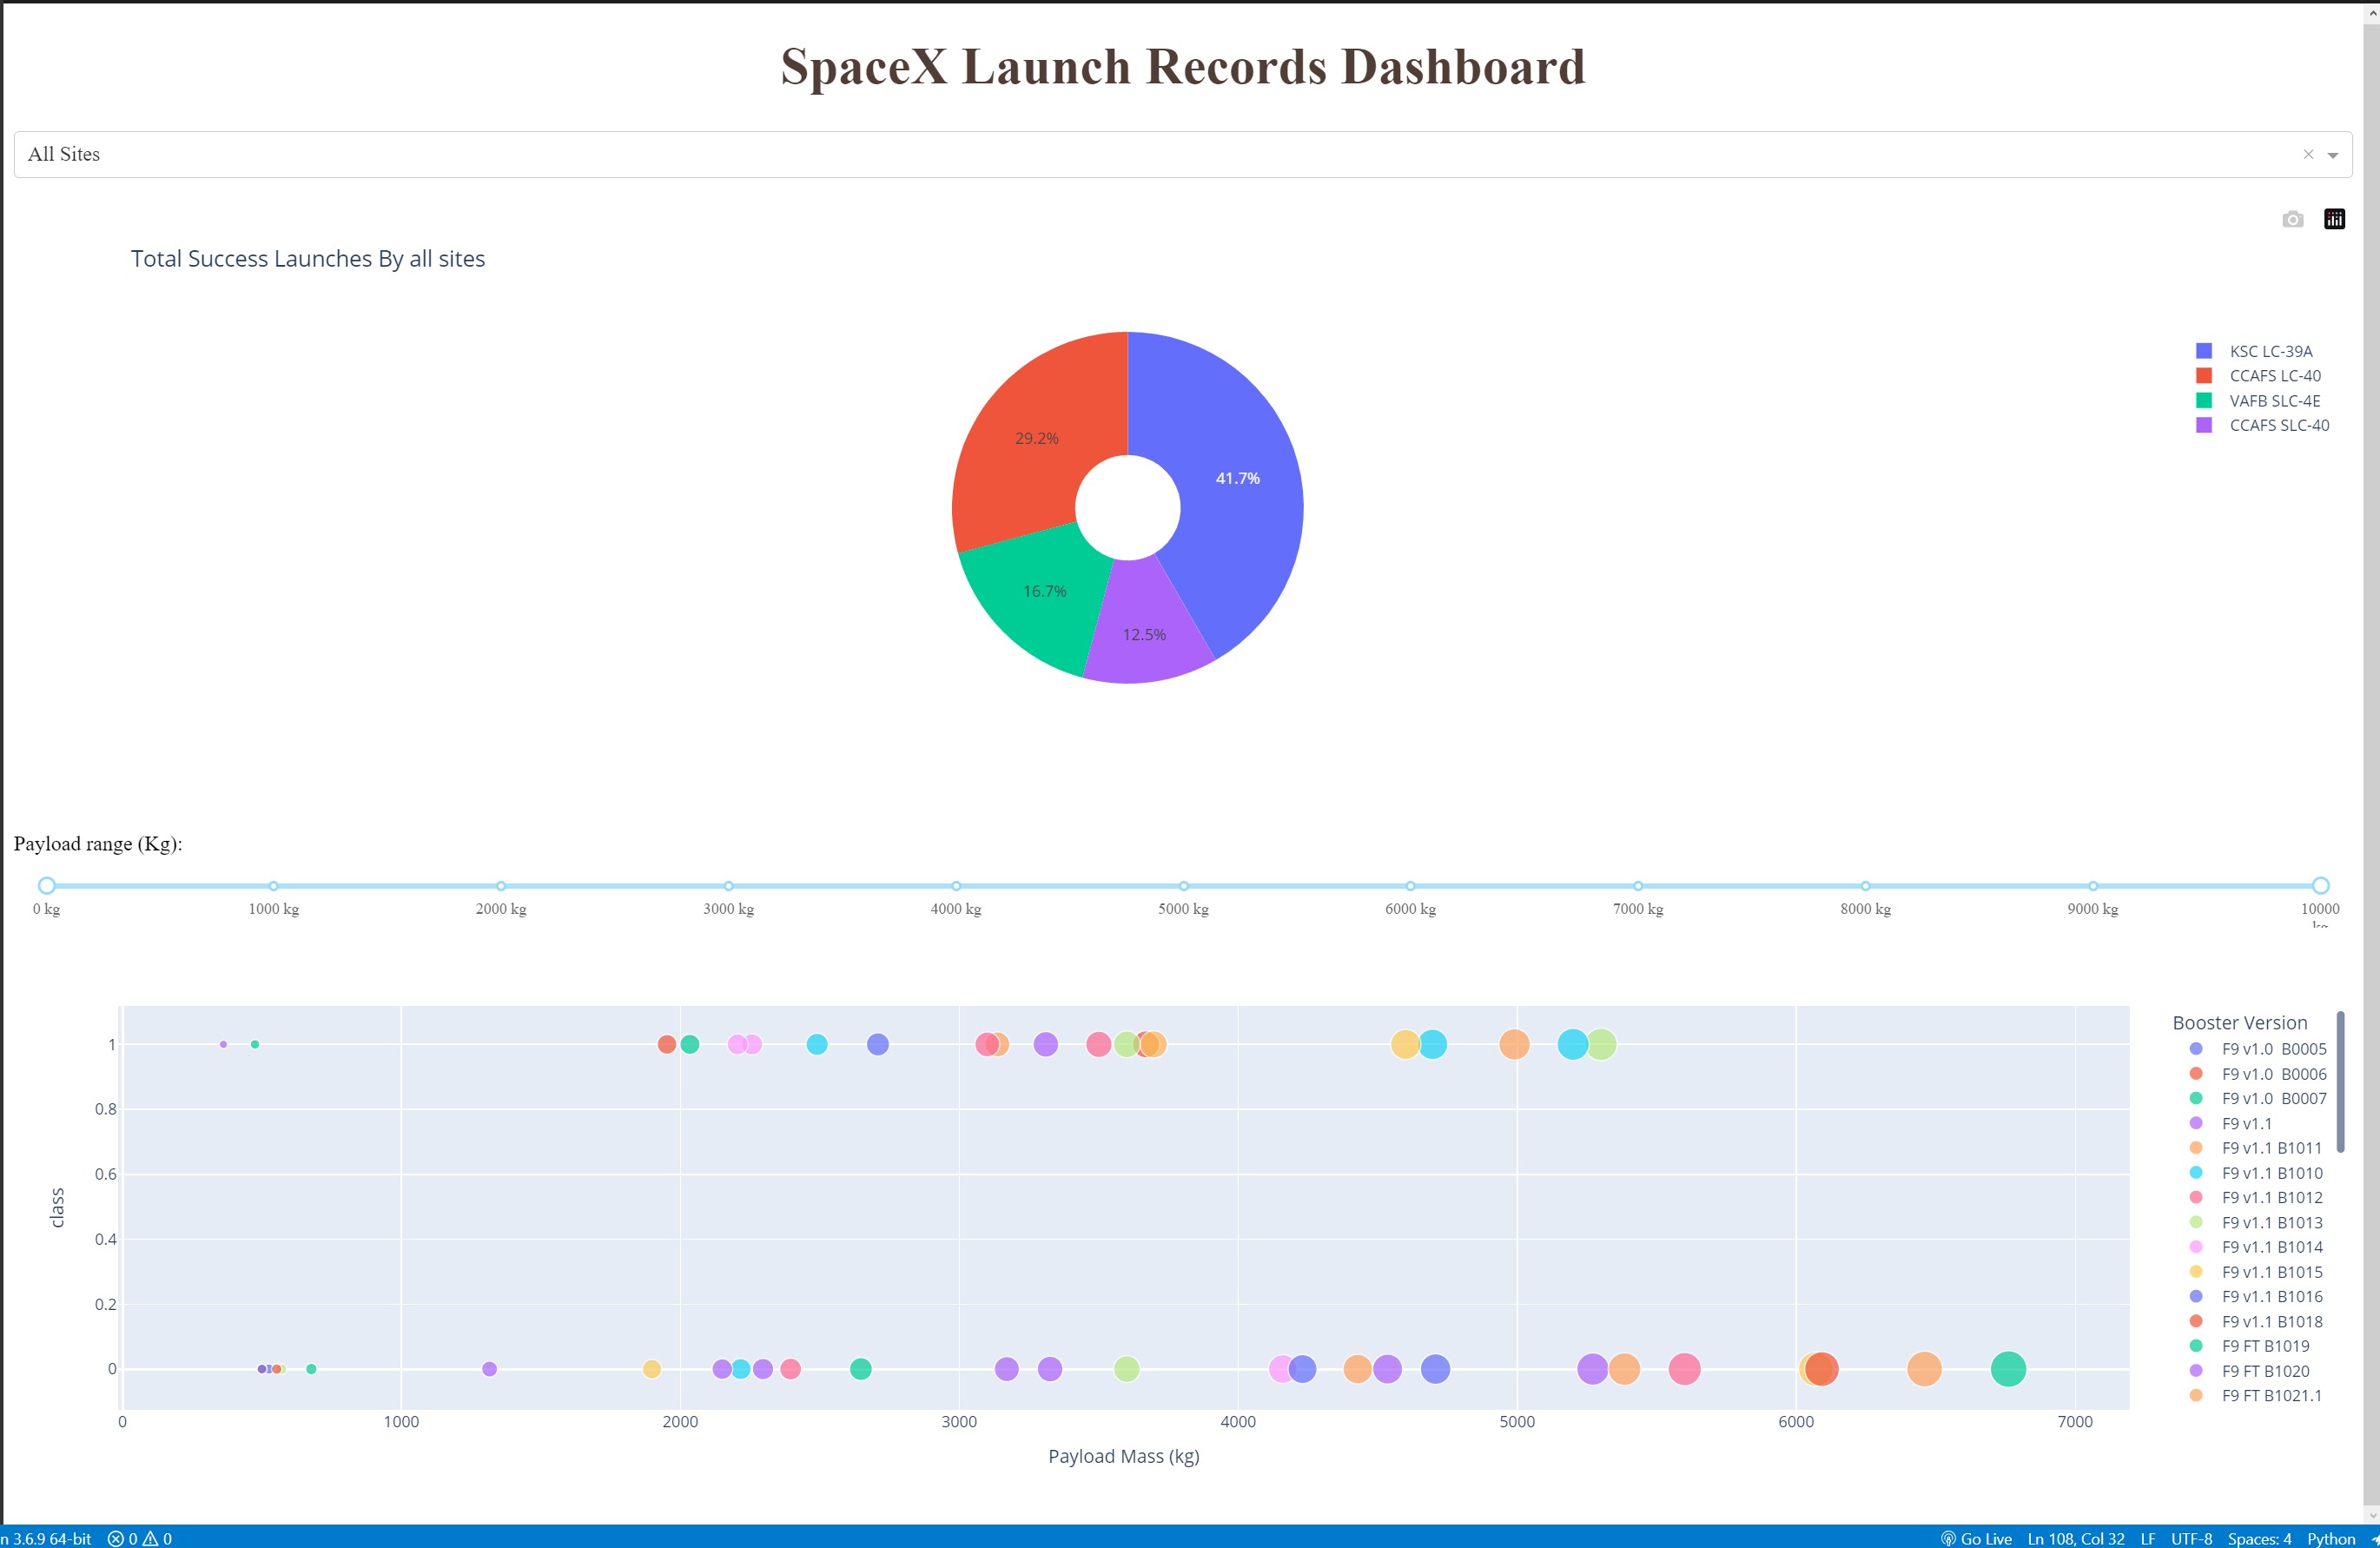 SpaceX Launch Records Dashboard
All Sites
Total Success Launches By all sites
KSC LC-39A
CCAFS LC-40
VAFB SLC-4E
CCAFS SLC-40
29.2%
41.7%
16.7%
12.5%
Payload range (Kg):
0 kg 1000 kg 2000 kg 3000 kg 4000 kg 5000 kg 6000 kg 7000 kg 8000 kg 9000 kg 10000
kg
1
0.8
0.6
0.4
0.2
0
class
0 1000 2000 3000 4000 5000 6000 7000
Payload Mass (kg)
Booster Version
F9 v1.0  B0005
F9 v1.0  B0006
F9 v1.0  B0007
F9 v1.1
F9 v1.1 B1011
F9 v1.1 B1010
F9 v1.1 B1012
F9 v1.1 B1013
F9 v1.1 B1014
F9 v1.1 B1015
F9 v1.1 B1016
F9 v1.1 B1018
F9 FT B1019
F9 FT B1020
F9 FT B1021.1
n 3.6.9 64-bit 0 0 Go Live Ln 108, Col 32 LF UTF-8 Spaces: 4 Python